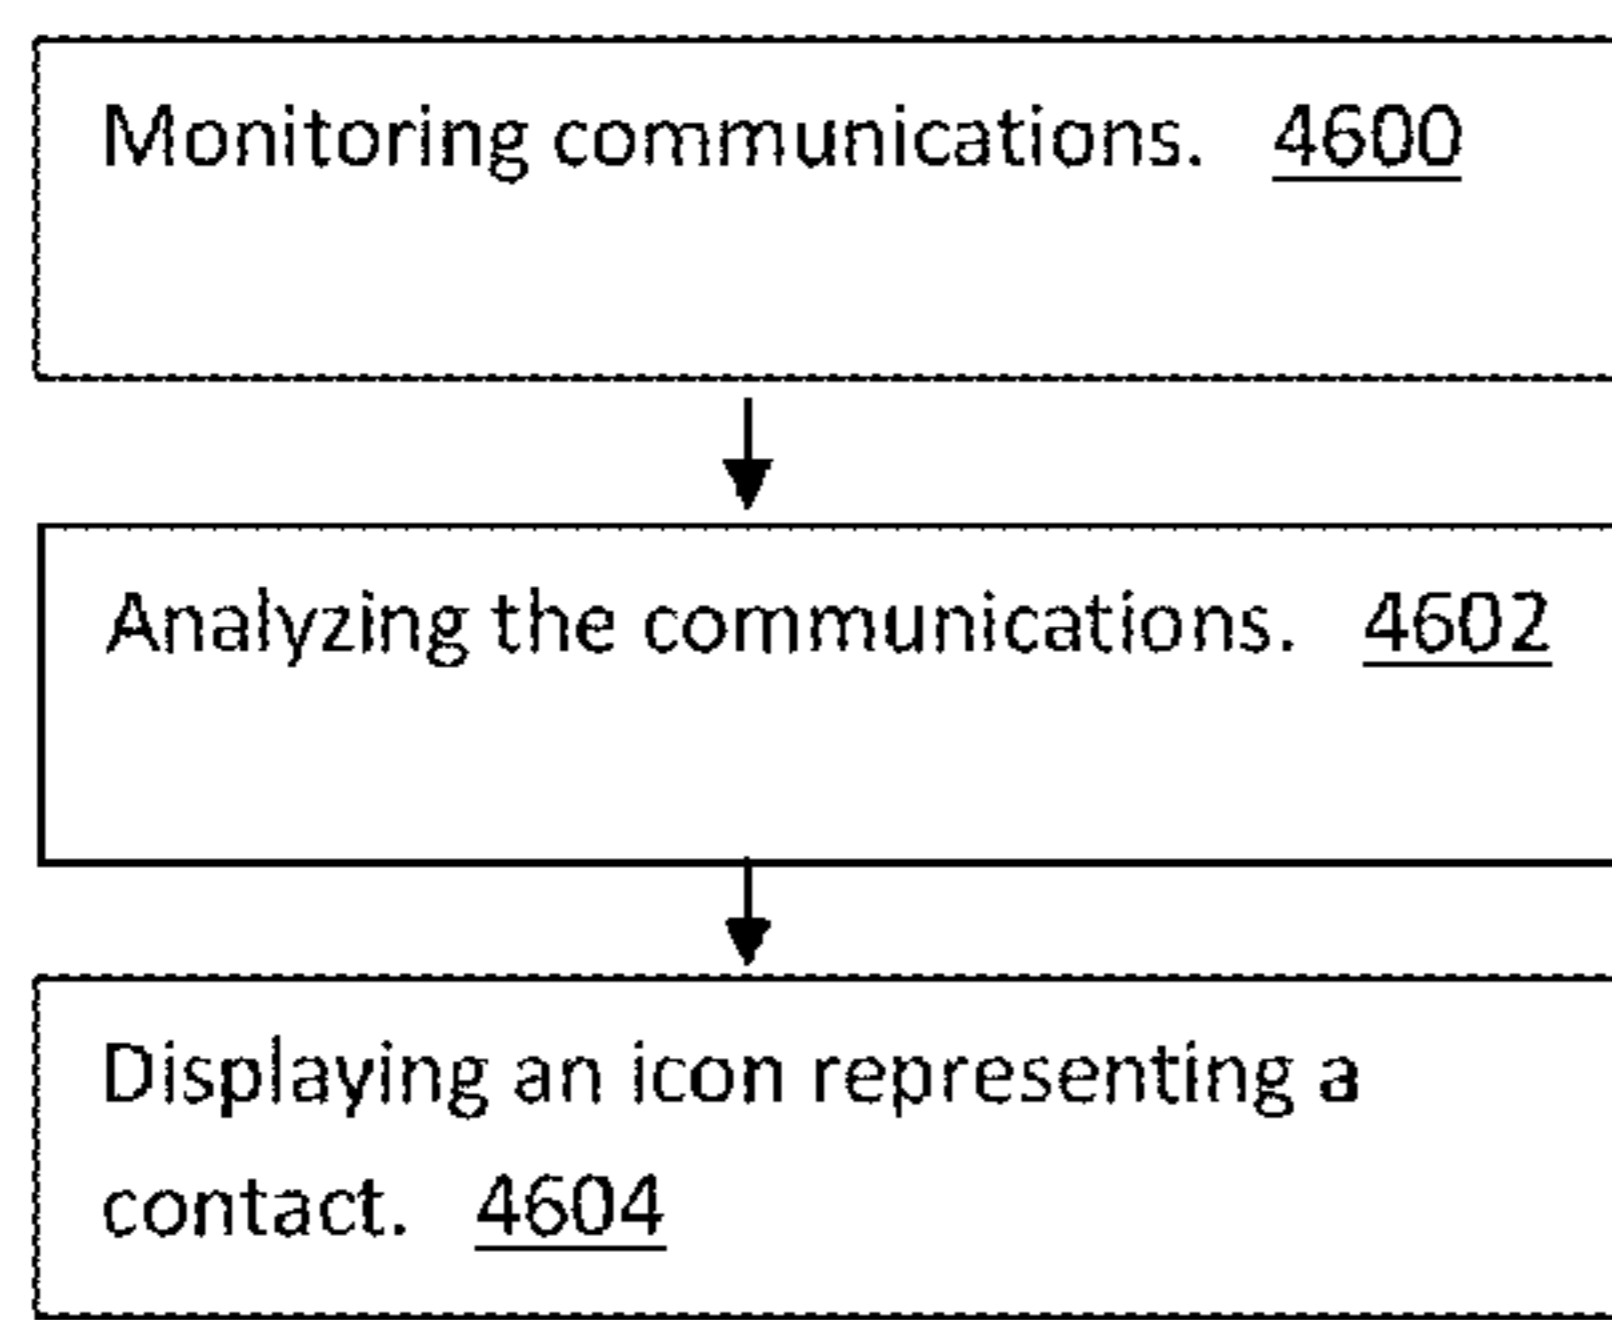 Monitoring communications. 4600
Analyzing the communications. 4602
Displaying an icon representing a
contact. 4604